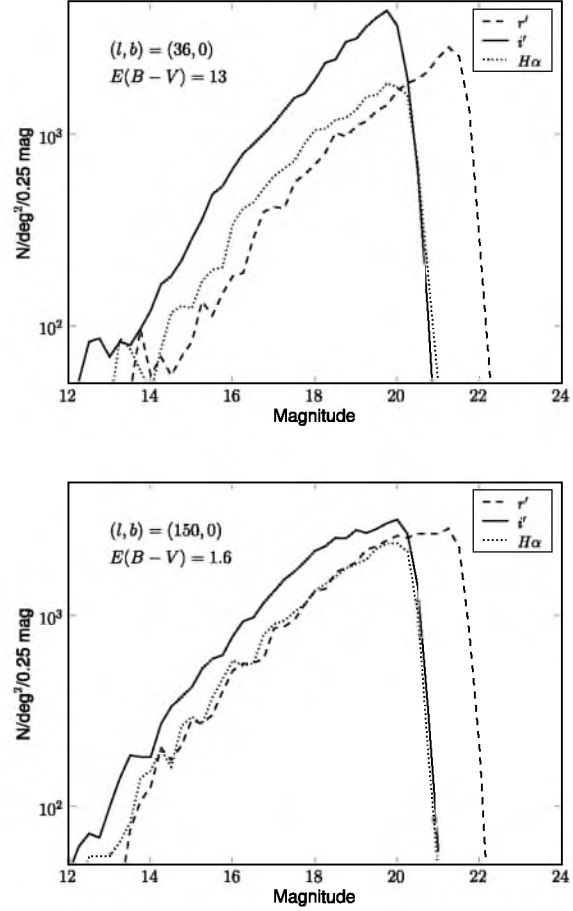 (l, b) = (36, 0)
E(B − V) = 13
r′
i′
Hα
N/deg²/0.25 mag
10³
10²
12 14 16 18 20 22 24
Magnitude
(l, b) = (150, 0)
E(B − V) = 1.6
r′
i′
Hα
N/deg²/0.25 mag
10³
10²
12 14 16 18 20 22 24
Magnitude